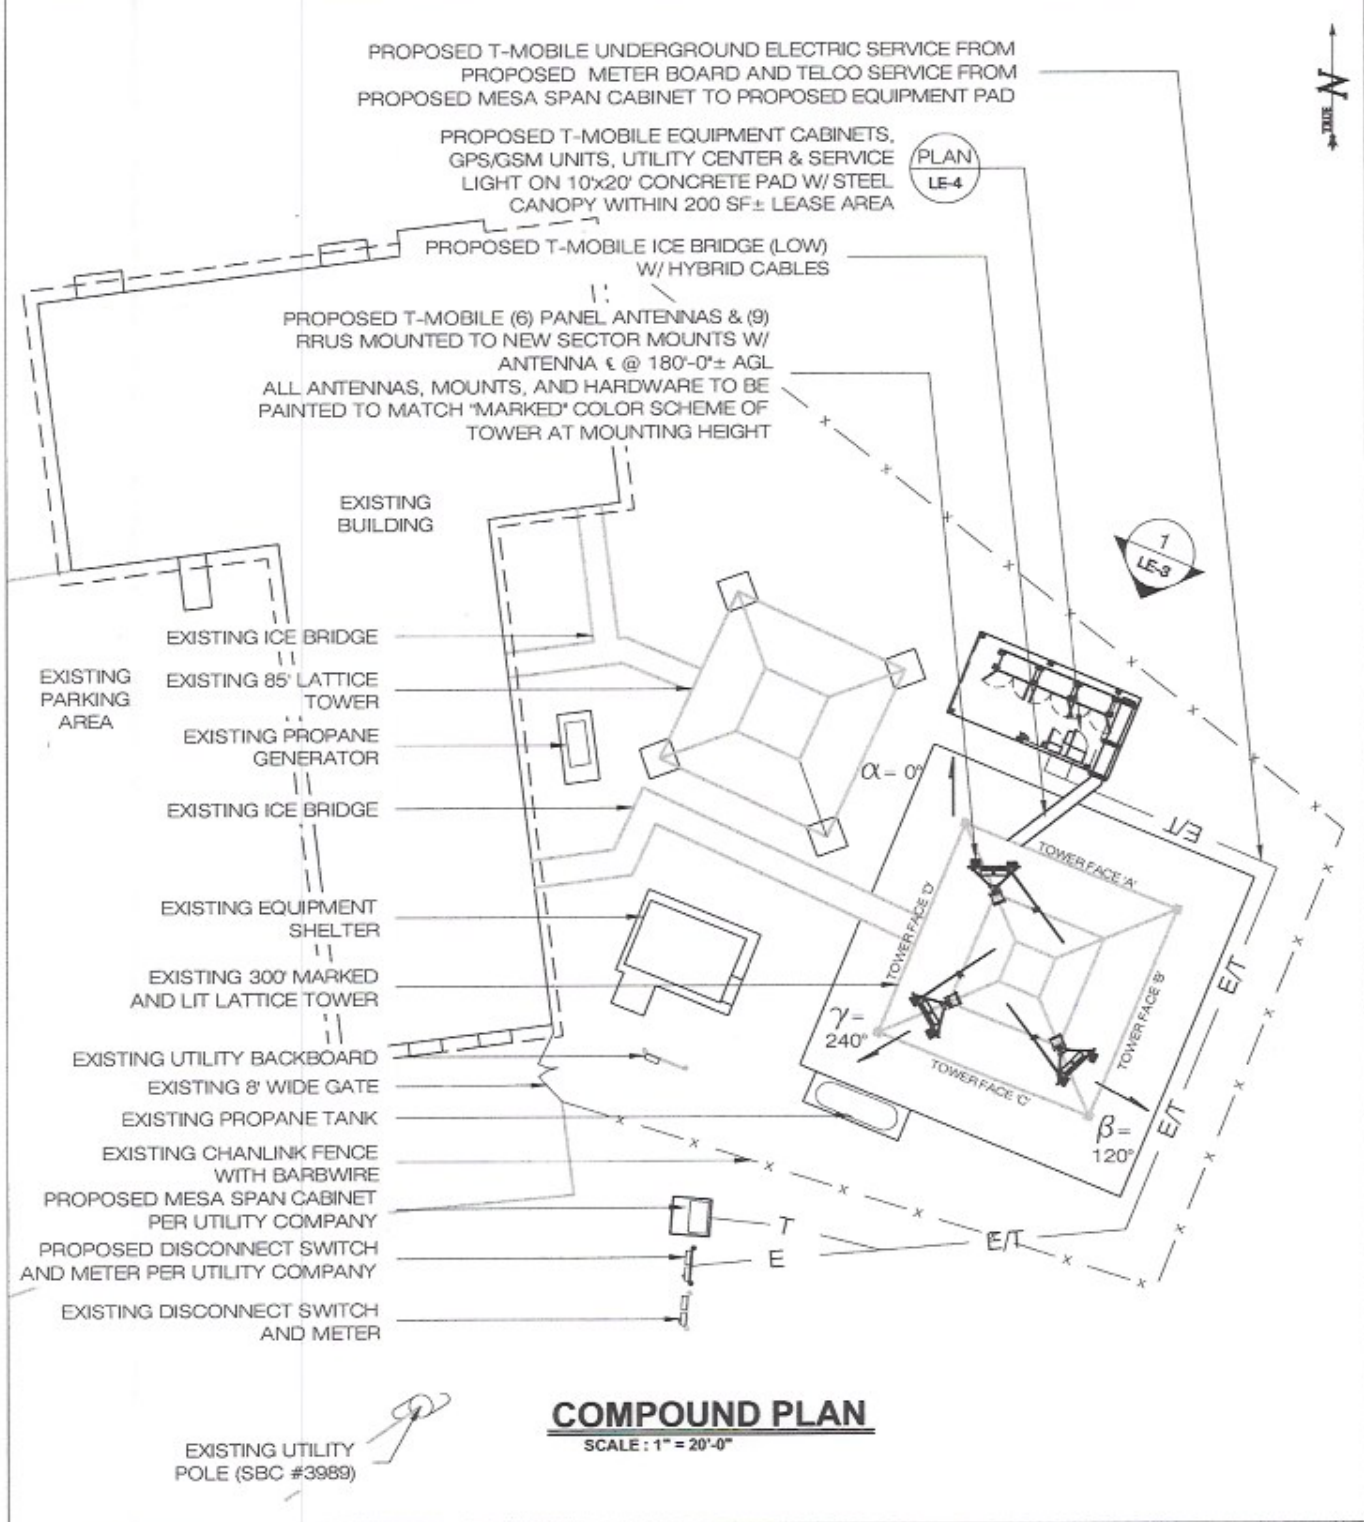 PROPOSED T-MOBILE UNDERGROUND ELECTRIC SERVICE FROM
PROPOSED METER BOARD AND TELCO SERVICE FROM
PROPOSED MESA SPAN CABINET TO PROPOSED EQUIPMENT PAD
TRUE N
PROPOSED T-MOBILE EQUIPMENT CABINETS,
GPS/GSM UNITS, UTILITY CENTER & SERVICE
LIGHT ON 10'x20' CONCRETE PAD W/ STEEL
CANOPY WITHIN 200 SF± LEASE AREA
PLAN
LE-4
PROPOSED T-MOBILE ICE BRIDGE (LOW)
W/ HYBRID CABLES
PROPOSED T-MOBILE (6) PANEL ANTENNAS & (9)
RRUS MOUNTED TO NEW SECTOR MOUNTS W/
ANTENNA ℄ @ 180'-0"± AGL
ALL ANTENNAS, MOUNTS, AND HARDWARE TO BE
PAINTED TO MATCH "MARKED" COLOR SCHEME OF
TOWER AT MOUNTING HEIGHT
EXISTING
BUILDING
1
LE-3
EXISTING ICE BRIDGE
EXISTING
PARKING
AREA
EXISTING 85' LATTICE
TOWER
EXISTING PROPANE
GENERATOR
α= 0°
EXISTING ICE BRIDGE
E/T
TOWER FACE 'A'
TOWER FACE 'D'
EXISTING EQUIPMENT
SHELTER
EXISTING 300' MARKED
AND LIT LATTICE TOWER
E/T
TOWER FACE 'B'
γ=
240°
EXISTING UTILITY BACKBOARD
EXISTING 8' WIDE GATE
TOWER FACE 'C'
EXISTING PROPANE TANK
E/T
β=
120°
EXISTING CHANLINK FENCE
WITH BARBWIRE
PROPOSED MESA SPAN CABINET
PER UTILITY COMPANY
T
E/T
PROPOSED DISCONNECT SWITCH
AND METER PER UTILITY COMPANY
E
EXISTING DISCONNECT SWITCH
AND METER
COMPOUND PLAN
SCALE : 1" = 20'-0"
EXISTING UTILITY
POLE (SBC #3989)